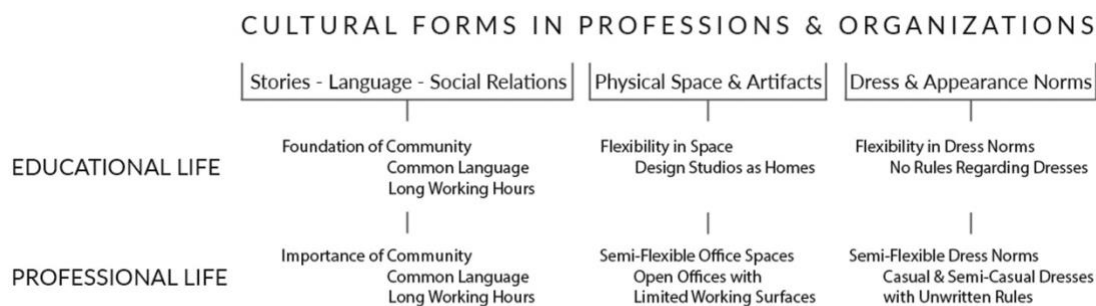 CULTURAL FORMS IN PROFESSIONS & ORGANIZATIONS
Stories - Language - Social Relations
Physical Space & Artifacts
Dress & Appearance Norms
EDUCATIONAL LIFE
Foundation of Community
Common Language
Long Working Hours
Flexibility in Space
Design Studios as Homes
Flexibility in Dress Norms
No Rules Regarding Dresses
PROFESSIONAL LIFE
Importance of Community
Common Language
Long Working Hours
Semi-Flexible Office Spaces
Open Offices with
Limited Working Surfaces
Semi-Flexible Dress Norms
Casual & Semi-Casual Dresses
with Unwritten Rules